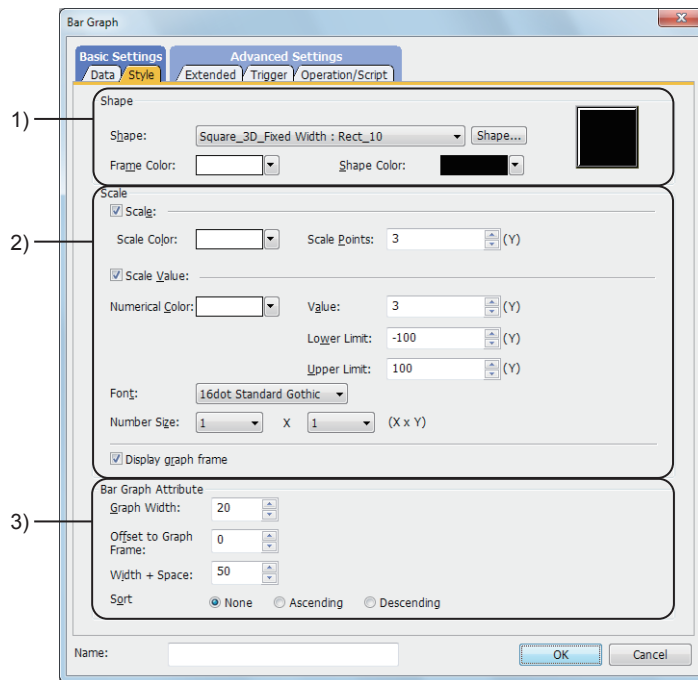 Bar Graph
x
Basic Settings Advanced Settings
Data Style Extended Trigger Operation/Script
1)
Shape
Shape: Square_3D_Fixed Width : Rect_10 Shape...
Frame Color: Shape Color:
2)
Scale
Scale:
Scale Color: Scale Points: 3 (Y)
Scale Value:
Numerical Color: Value: 3 (Y)
Lower Limit: -100 (Y)
Upper Limit: 100 (Y)
Font: 16dot Standard Gothic
Number Size: 1 X 1 (X x Y)
Display graph frame
3)
Bar Graph Attribute
Graph Width: 20
Offset to Graph
Frame: 0
Width + Space: 50
Sort None Ascending Descending
Name: OK Cancel